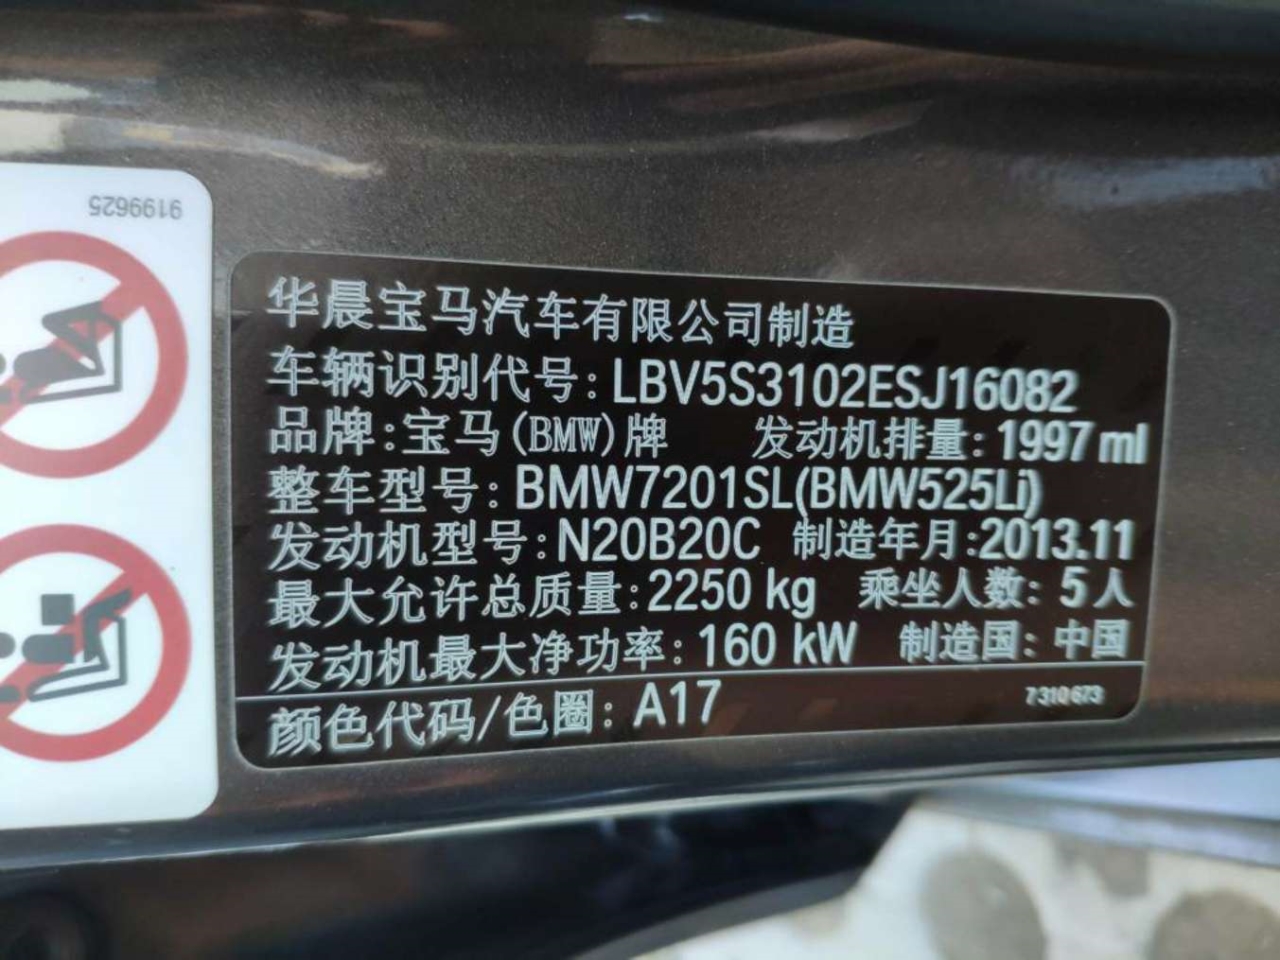 9199625
华晨宝马汽车有限公司制造
车辆识别代号: LBV5S3102ESJ16082
品牌:宝马(BMW)牌 发动机排量: 1997 ml
整车型号: BMW7201SL(BMW525Li)
发动机型号: N20B20C 制造年月:2013.11
最大允许总质量:2250 kg 乘坐人数: 5人
发动机最大净功率: 160 kW 制造国: 中国
颜色代码/色圈: A17 7310673